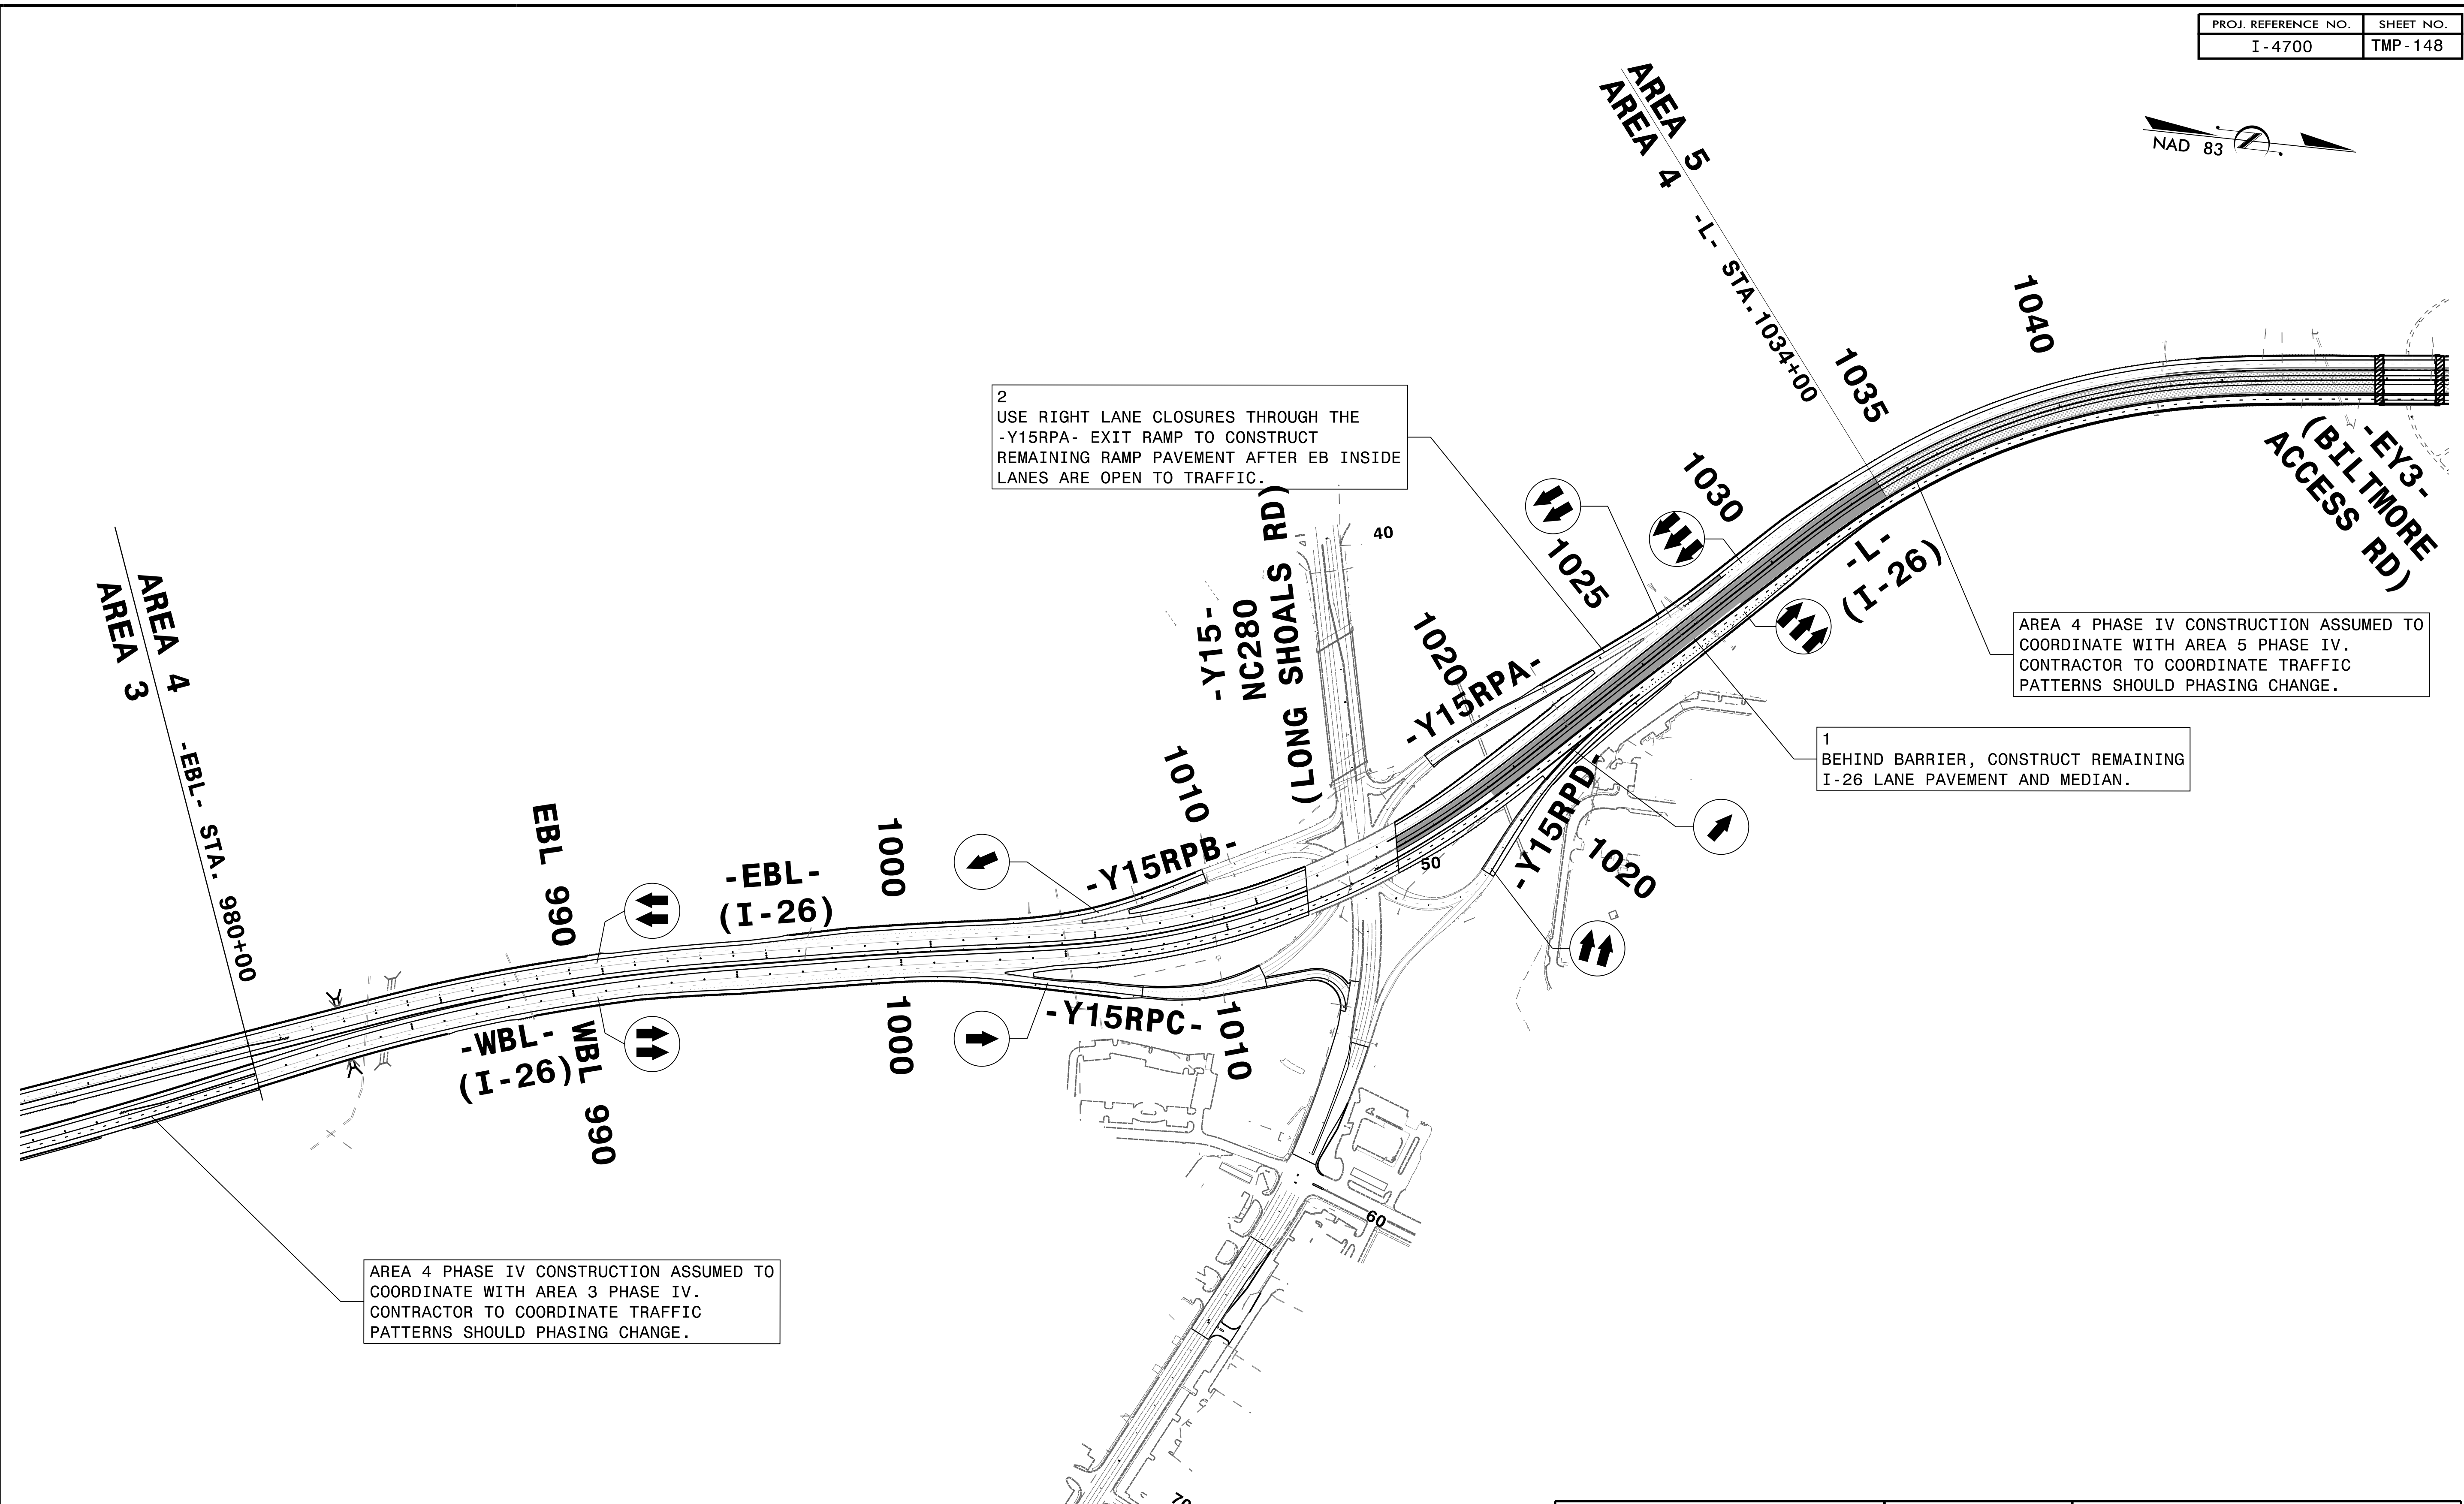 PROJ. REFERENCE NO.
SHEET NO.
I-4700
TMP-148
NAD 83
AREA 5
AREA 4
-L- STA.1034+00
1040
1035
2
USE RIGHT LANE CLOSURES THROUGH THE
-Y15RPA- EXIT RAMP TO CONSTRUCT
REMAINING RAMP PAVEMENT AFTER EB INSIDE
LANES ARE OPEN TO TRAFFIC.
1030
1025
1020
-EY3-
(BILTMORE
ACCESS RD)
-L-
(I-26)
40
-Y15-
NC280
(LONG SHOALS RD)
-Y15RPA-
AREA 4 PHASE IV CONSTRUCTION ASSUMED TO
COORDINATE WITH AREA 5 PHASE IV.
CONTRACTOR TO COORDINATE TRAFFIC
PATTERNS SHOULD PHASING CHANGE.
1
BEHIND BARRIER, CONSTRUCT REMAINING
I-26 LANE PAVEMENT AND MEDIAN.
AREA 4
AREA 3
-EBL- STA. 980+00
EBL 990
-EBL-
(I-26)
1000
1010
-Y15RPB-
50
-Y15RPD-
1020
-WBL-
(I-26)
WBL 990
1000
-Y15RPC-
1010
60
AREA 4 PHASE IV CONSTRUCTION ASSUMED TO
COORDINATE WITH AREA 3 PHASE IV.
CONTRACTOR TO COORDINATE TRAFFIC
PATTERNS SHOULD PHASING CHANGE.
70